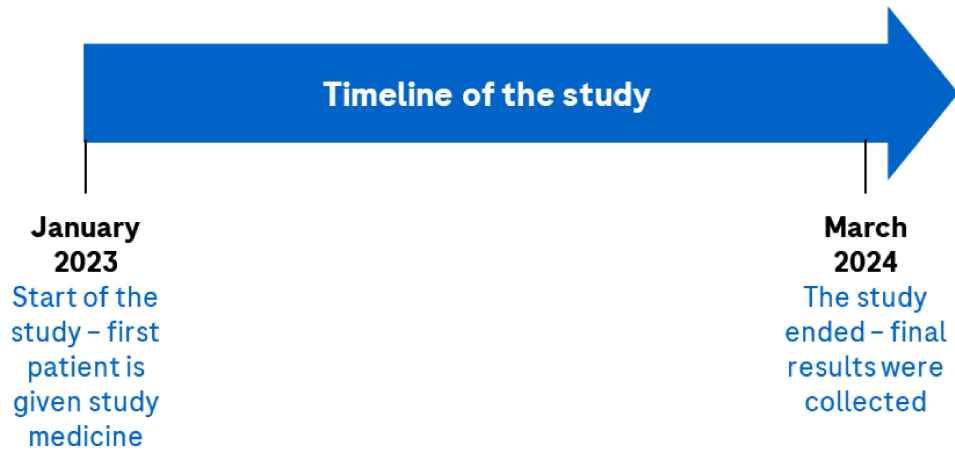 Timeline of the study
January
2023
Start of the
study – first
patient is
given study
medicine
March
2024
The study
ended – final
results were
collected